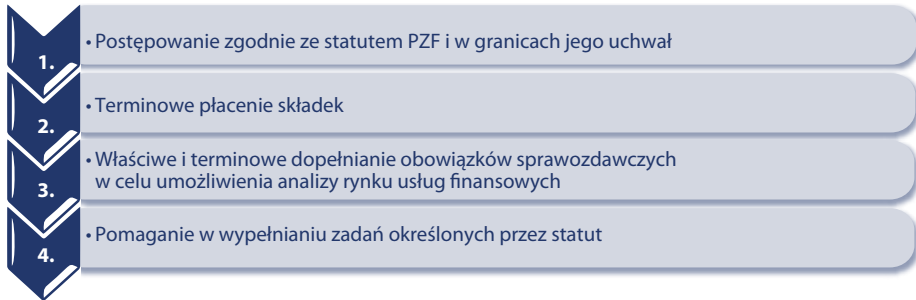 1.
• Postępowanie zgodnie ze statutem PZF i w granicach jego uchwał
2.
• Terminowe płacenie składek
3.
• Właściwe i terminowe dopełnianie obowiązków sprawozdawczych
w celu umożliwienia analizy rynku usług finansowych
4.
• Pomaganie w wypełnianiu zadań określonych przez statut